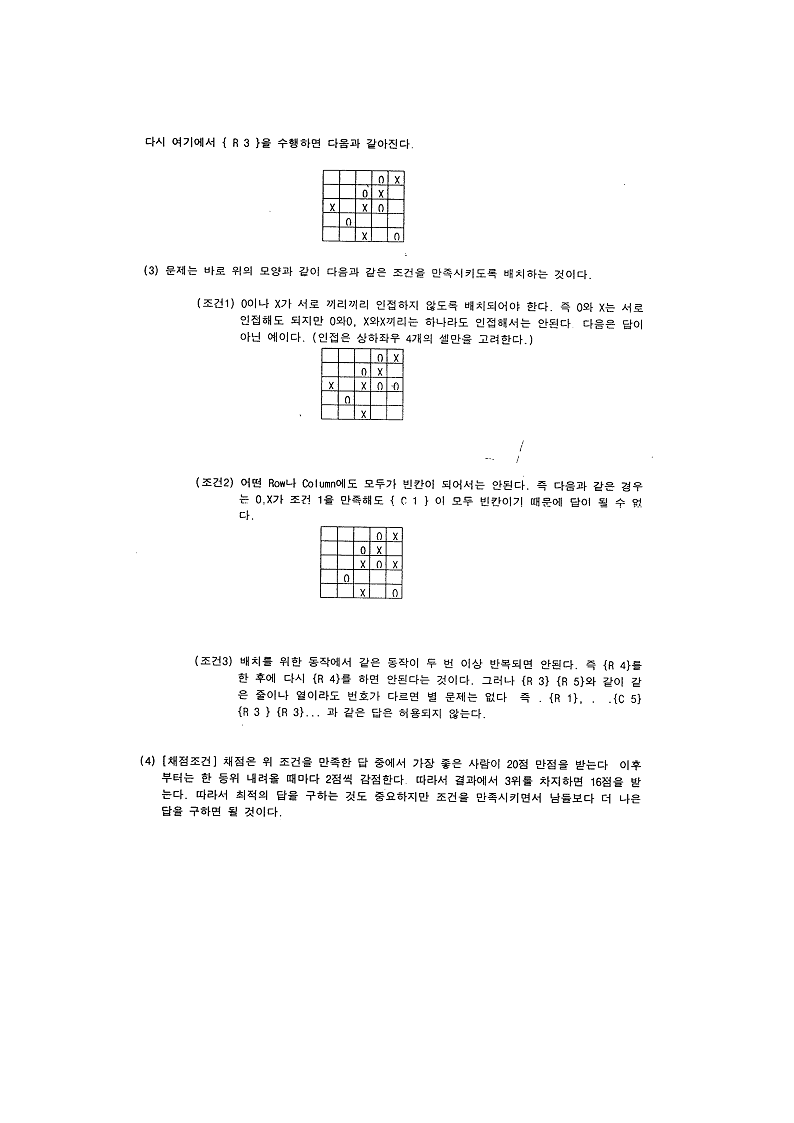 다시 여기에서 { R 3 }을 수행하면 다음과 같아진다.
O X
O X
X X O
O
X O
(3) 문제는 바로 위의 모양과 같이 다음과 같은 조건을 만족시키도록 배치하는 것이다.
(조건1) O이나 X가 서로 끼리끼리 인접하지 않도록 배치되어야 한다. 즉 O와 X는 서로
인접해도 되지만 O와O, X와X끼리는 하나라도 인접해서는 안된다. 다음은 답이
아닌 예이다. (인접은 상하좌우 4개의 셀만을 고려한다.)
O X
O X
X X O O
O
X
(조건2) 어떤 Row나 Column에도 모두가 빈칸이 되어서는 안된다. 즉 다음과 같은 경우
는 O,X가 조건 1을 만족해도 { C 1 } 이 모두 빈칸이기 때문에 답이 될 수 없
다.
O X
O X
X O X
O
X O
(조건3) 배치를 위한 동작에서 같은 동작이 두 번 이상 반목되면 안된다. 즉 {R 4}를
한 후에 다시 {R 4}를 하면 안된다는 것이다. 그러나 {R 3} {R 5}와 같이 같
은 줄이나 열이라도 번호가 다르면 별 문제는 없다 즉 . {R 1}, . .{C 5}
{R 3 } {R 3}... 과 같은 답은 허용되지 않는다.
(4) [채점조건] 채점은 위 조건을 만족한 답 중에서 가장 좋은 사람이 20점 만점을 받는다 이후
부터는 한 등위 내려올 때마다 2점씩 감점한다. 따라서 결과에서 3위를 차지하면 16점을 받
는다. 따라서 최적의 답을 구하는 것도 중요하지만 조건을 만족시키면서 남들보다 더 나은
답을 구하면 될 것이다.